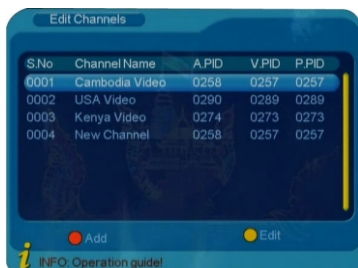 Edit Channels
S.No Channel Name A.PID V.PID P.PID
0001 Cambodia Video 0258 0257 0257
0002 USA Video 0290 0289 0289
0003 Kenya Video 0274 0273 0273
0004 New Channel 0258 0257 0257
Add Edit
INFO: Operation guide!